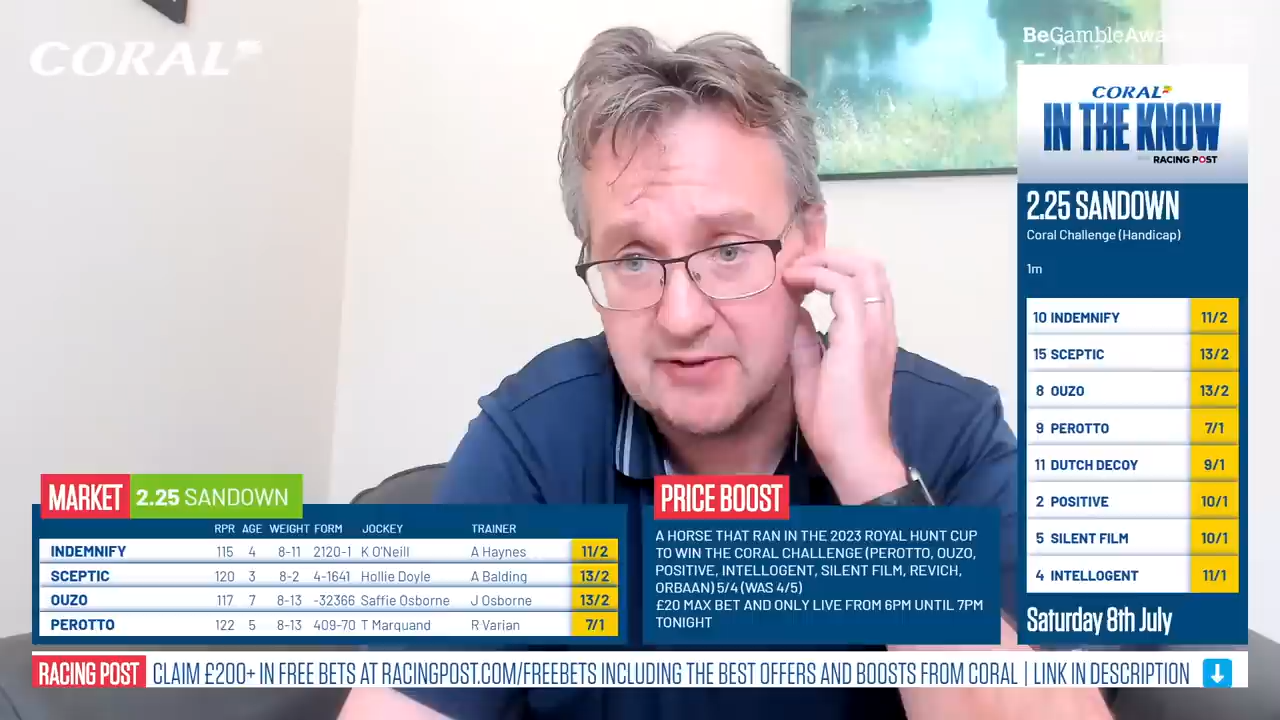 CORAL
BeGambleAwa
CORAL
IN THE KNOW
RACING POST
2.25 SANDOWN
Coral Challenge (Handicap)
1m
10 INDEMNIFY 11/2
15 SCEPTIC 13/2
8 OUZO 13/2
9 PEROTTO 7/1
11 DUTCH DECOY 9/1
2 POSITIVE 10/1
5 SILENT FILM 10/1
4 INTELLOGENT 11/1
Saturday 8th July
MARKET 2.25 SANDOWN
RPR AGE WEIGHT FORM JOCKEY TRAINER
INDEMNIFY 115 4 8-11 2120-1 K O'Neill A Haynes 11/2
SCEPTIC 120 3 8-2 4-1641 Hollie Doyle A Balding 13/2
OUZO 117 7 8-13 -32366 Saffie Osborne J Osborne 13/2
PEROTTO 122 5 8-13 409-70 T Marquand R Varian 7/1
PRICE BOOST
A HORSE THAT RAN IN THE 2023 ROYAL HUNT CUP
TO WIN THE CORAL CHALLENGE (PEROTTO, OUZO,
POSITIVE, INTELLOGENT, SILENT FILM, REVICH,
ORBAAN) 5/4 (WAS 4/5)
£20 MAX BET AND ONLY LIVE FROM 6PM UNTIL 7PM
TONIGHT
RACING POST CLAIM £200+ IN FREE BETS AT RACINGPOST.COM/FREEBETS INCLUDING THE BEST OFFERS AND BOOSTS FROM CORAL | LINK IN DESCRIPTION